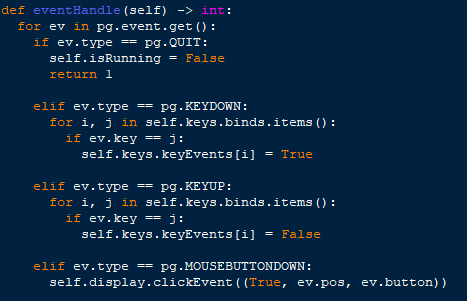 def eventHandle(self) -> int:
  for ev in pg.event.get():
    if ev.type == pg.QUIT:
      self.isRunning = False
      return 1

    elif ev.type == pg.KEYDOWN:
      for i, j in self.keys.binds.items():
        if ev.key == j:
          self.keys.keyEvents[i] = True

    elif ev.type == pg.KEYUP:
      for i, j in self.keys.binds.items():
        if ev.key == j:
          self.keys.keyEvents[i] = False

    elif ev.type == pg.MOUSEBUTTONDOWN:
      self.display.clickEvent((True, ev.pos, ev.button))